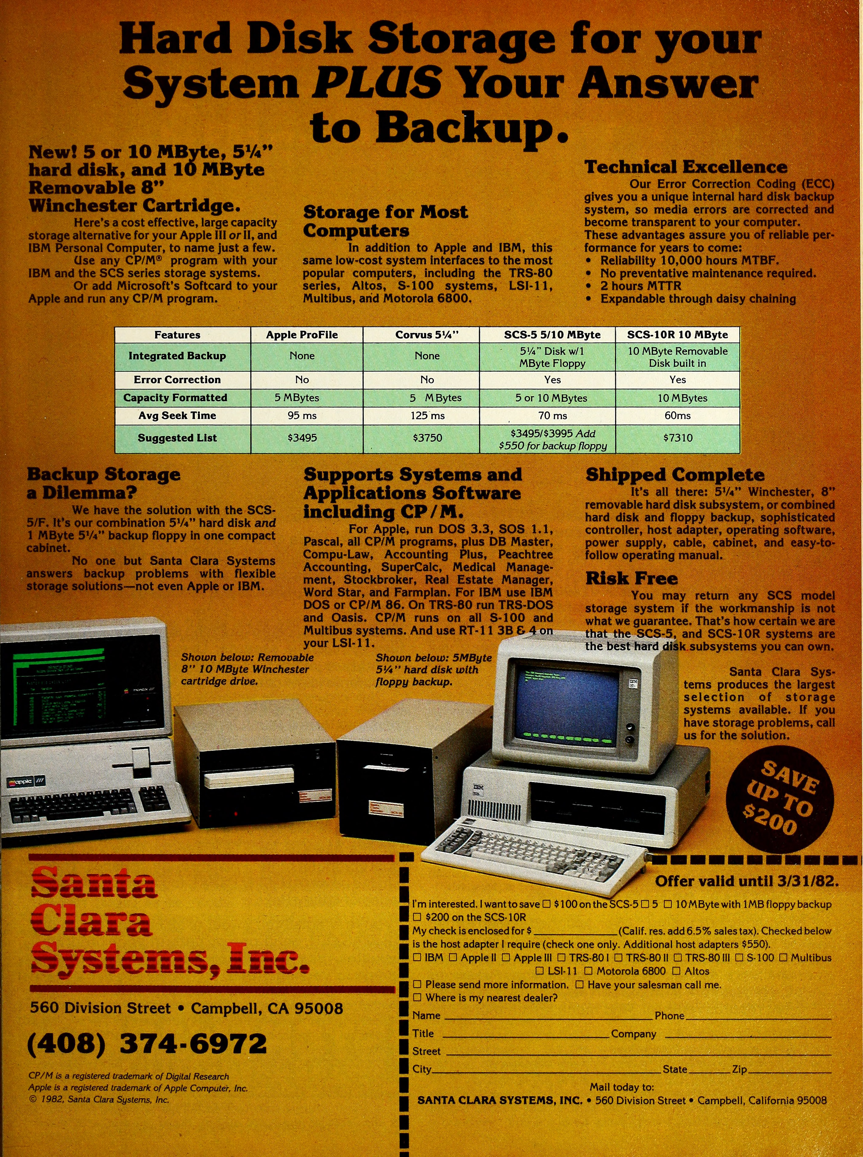 Hard Disk Storage for your
System PLUS Your Answer
to Backup.
New! 5 or 10 MByte, 5¼”
hard disk, and 10 MByte
Removable 8”
Winchester Cartridge.
Here's a cost effective, large capacity
storage alternative for your Apple III or II, and
IBM Personal Computer, to name just a few.
Use any CP/M® program with your
IBM and the SCS series storage systems.
Or add Microsoft's Softcard to your
Apple and run any CP/M program.
Storage for Most
Computers
In addition to Apple and IBM, this
same low-cost system interfaces to the most
popular computers, including the TRS-80
series, Altos, S-100 systems, LSI-11,
Multibus, and Motorola 6800.
Technical Excellence
Our Error Correction Coding (ECC)
gives you a unique internal hard disk backup
system, so media errors are corrected and
become transparent to your computer.
These advantages assure you of reliable per-
formance for years to come:
• Reliability 10,000 hours MTBF.
• No preventative maintenance required.
• 2 hours MTTR
• Expandable through daisy chaining
Features Apple ProFile Corvus 5¼” SCS-5 5/10 MByte SCS-10R 10 MByte
Integrated Backup None None 5¼” Disk w/1 MByte Floppy 10 MByte Removable Disk built in
Error Correction No No Yes Yes
Capacity Formatted 5 MBytes 5 MBytes 5 or 10 MBytes 10 MBytes
Avg Seek Time 95 ms 125 ms 70 ms 60ms
Suggested List $3495 $3750 $3495/$3995 Add $550 for backup floppy $7310
Backup Storage
a Dilemma?
We have the solution with the SCS-
5/F. It's our combination 5¼” hard disk and
1 MByte 5¼” backup floppy in one compact
cabinet.
No one but Santa Clara Systems
answers backup problems with flexible
storage solutions—not even Apple or IBM.
Supports Systems and
Applications Software
including CP/M.
For Apple, run DOS 3.3, SOS 1.1,
Pascal, all CP/M programs, plus DB Master,
Compu-Law, Accounting Plus, Peachtree
Accounting, SuperCalc, Medical Manage-
ment, Stockbroker, Real Estate Manager,
Word Star, and Farmplan. For IBM use IBM
DOS or CP/M 86. On TRS-80 run TRS-DOS
and Oasis. CP/M runs on all S-100 and
Multibus systems. And use RT-11 3B & 4 on
your LSI-11.
Shipped Complete
It's all there: 5¼” Winchester, 8”
removable hard disk subsystem, or combined
hard disk and floppy backup, sophisticated
controller, host adapter, operating software,
power supply, cable, cabinet, and easy-to-
follow operating manual.
Risk Free
You may return any SCS model
storage system if the workmanship is not
what we guarantee. That's how certain we are
that the SCS-5, and SCS-10R systems are
the best hard disk subsystems you can own.
Santa Clara Sys-
tems produces the largest
selection of storage
systems available. If you
have storage problems, call
us for the solution.
Shown below: Removable
8” 10 MByte Winchester
cartridge drive.
Shown below: 5MByte
5¼” hard disk with
floppy backup.
apple ///
IBM
SAVE
UP TO
$200
Santa
Clara
Systems, Inc.
560 Division Street • Campbell, CA 95008
(408) 374-6972
CP/M is a registered trademark of Digital Research
Apple is a registered trademark of Apple Computer, Inc.
© 1982, Santa Clara Systems, Inc.
Offer valid until 3/31/82.
I'm interested. I want to save □ $100 on the SCS-5 □ 5 □ 10 MByte with 1MB floppy backup
□ $200 on the SCS-10R
My check is enclosed for $ (Calif. res. add 6.5% sales tax). Checked below
is the host adapter I require (check one only. Additional host adapters $550).
□ IBM □ Apple II □ Apple III □ TRS-80 I □ TRS-80 II □ TRS-80 III □ S-100 □ Multibus
□ LSI-11 □ Motorola 6800 □ Altos
□ Please send more information. □ Have your salesman call me.
□ Where is my nearest dealer?
Name Phone
Title Company
Street
City State Zip
Mail today to:
SANTA CLARA SYSTEMS, INC. • 560 Division Street • Campbell, California 95008